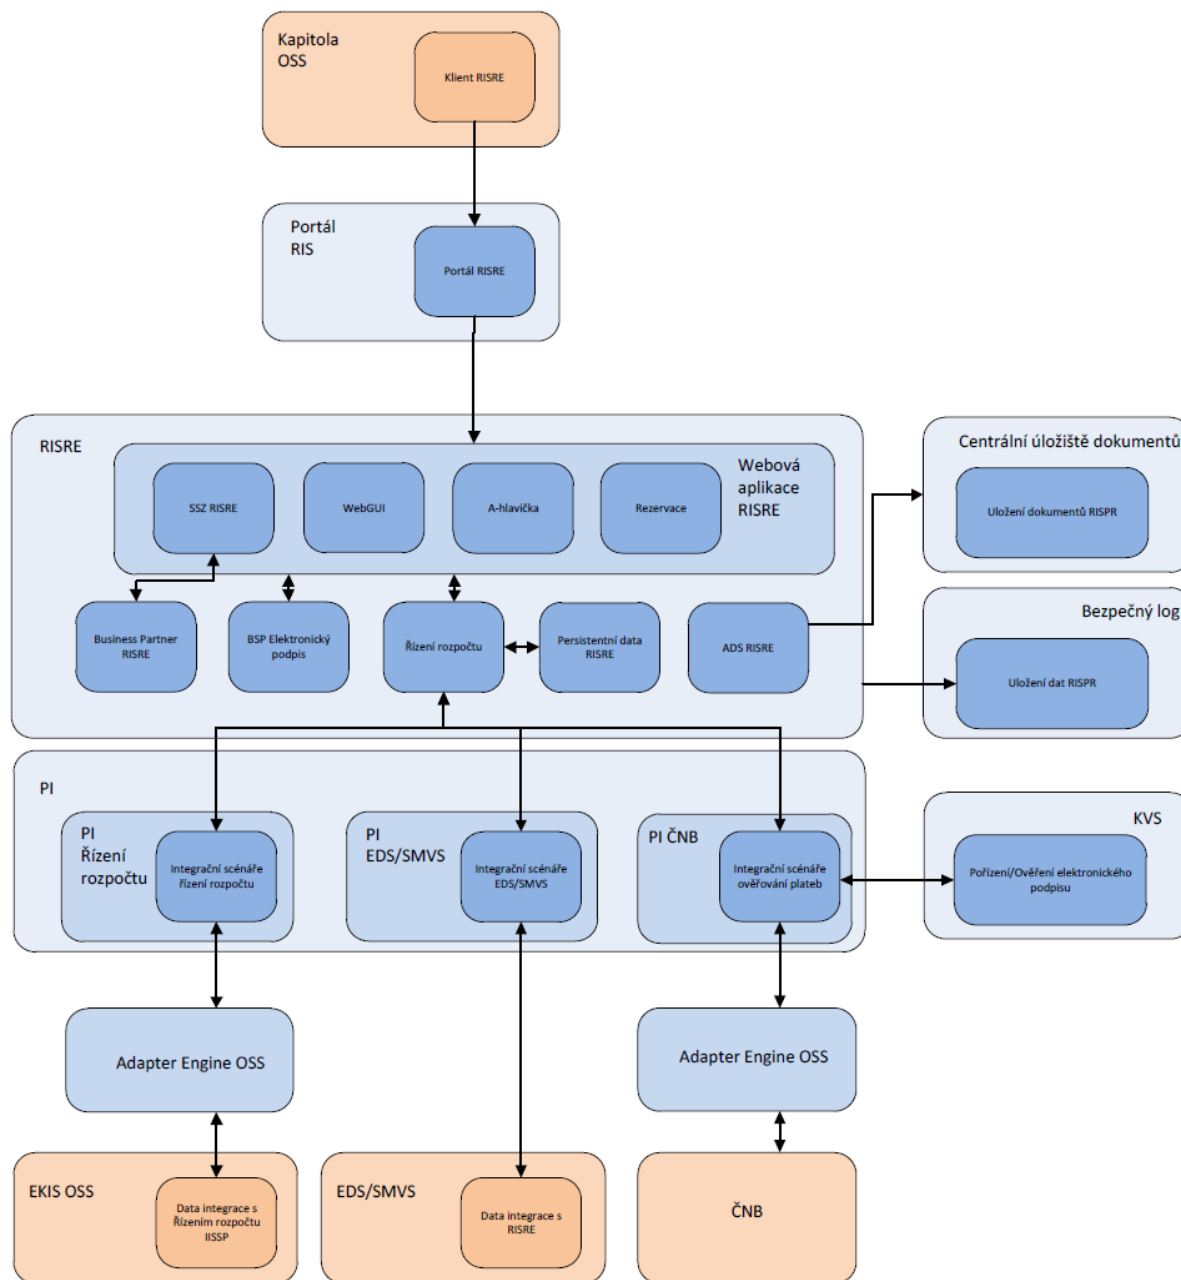 Kapitola
OSS
Klient RISRE
Portál
RIS
Portál RISRE
RISRE
Webová
aplikace
RISRE
SSZ RISRE
WebGUI
A-hlavička
Rezervace
Business Partner
RISRE
BSP Elektronický
podpis
Řízení rozpočtu
Persistentní data
RISRE
ADS RISRE
Centrální úložiště dokumentů
Uložení dokumentů RISPR
Bezpečný log
Uložení dat RISPR
PI
PI
Řízení
rozpočtu
Integrační scénáře
řízení rozpočtu
PI
EDS/SMVS
Integrační scénáře
EDS/SMVS
PI ČNB
Integrační scénáře
ověřování plateb
KVS
Pořízení/Ověření elektronického
podpisu
Adapter Engine OSS
Adapter Engine OSS
EKIS OSS
Data integrace s
Řízením rozpočtu
IISSP
EDS/SMVS
Data integrace s
RISRE
ČNB